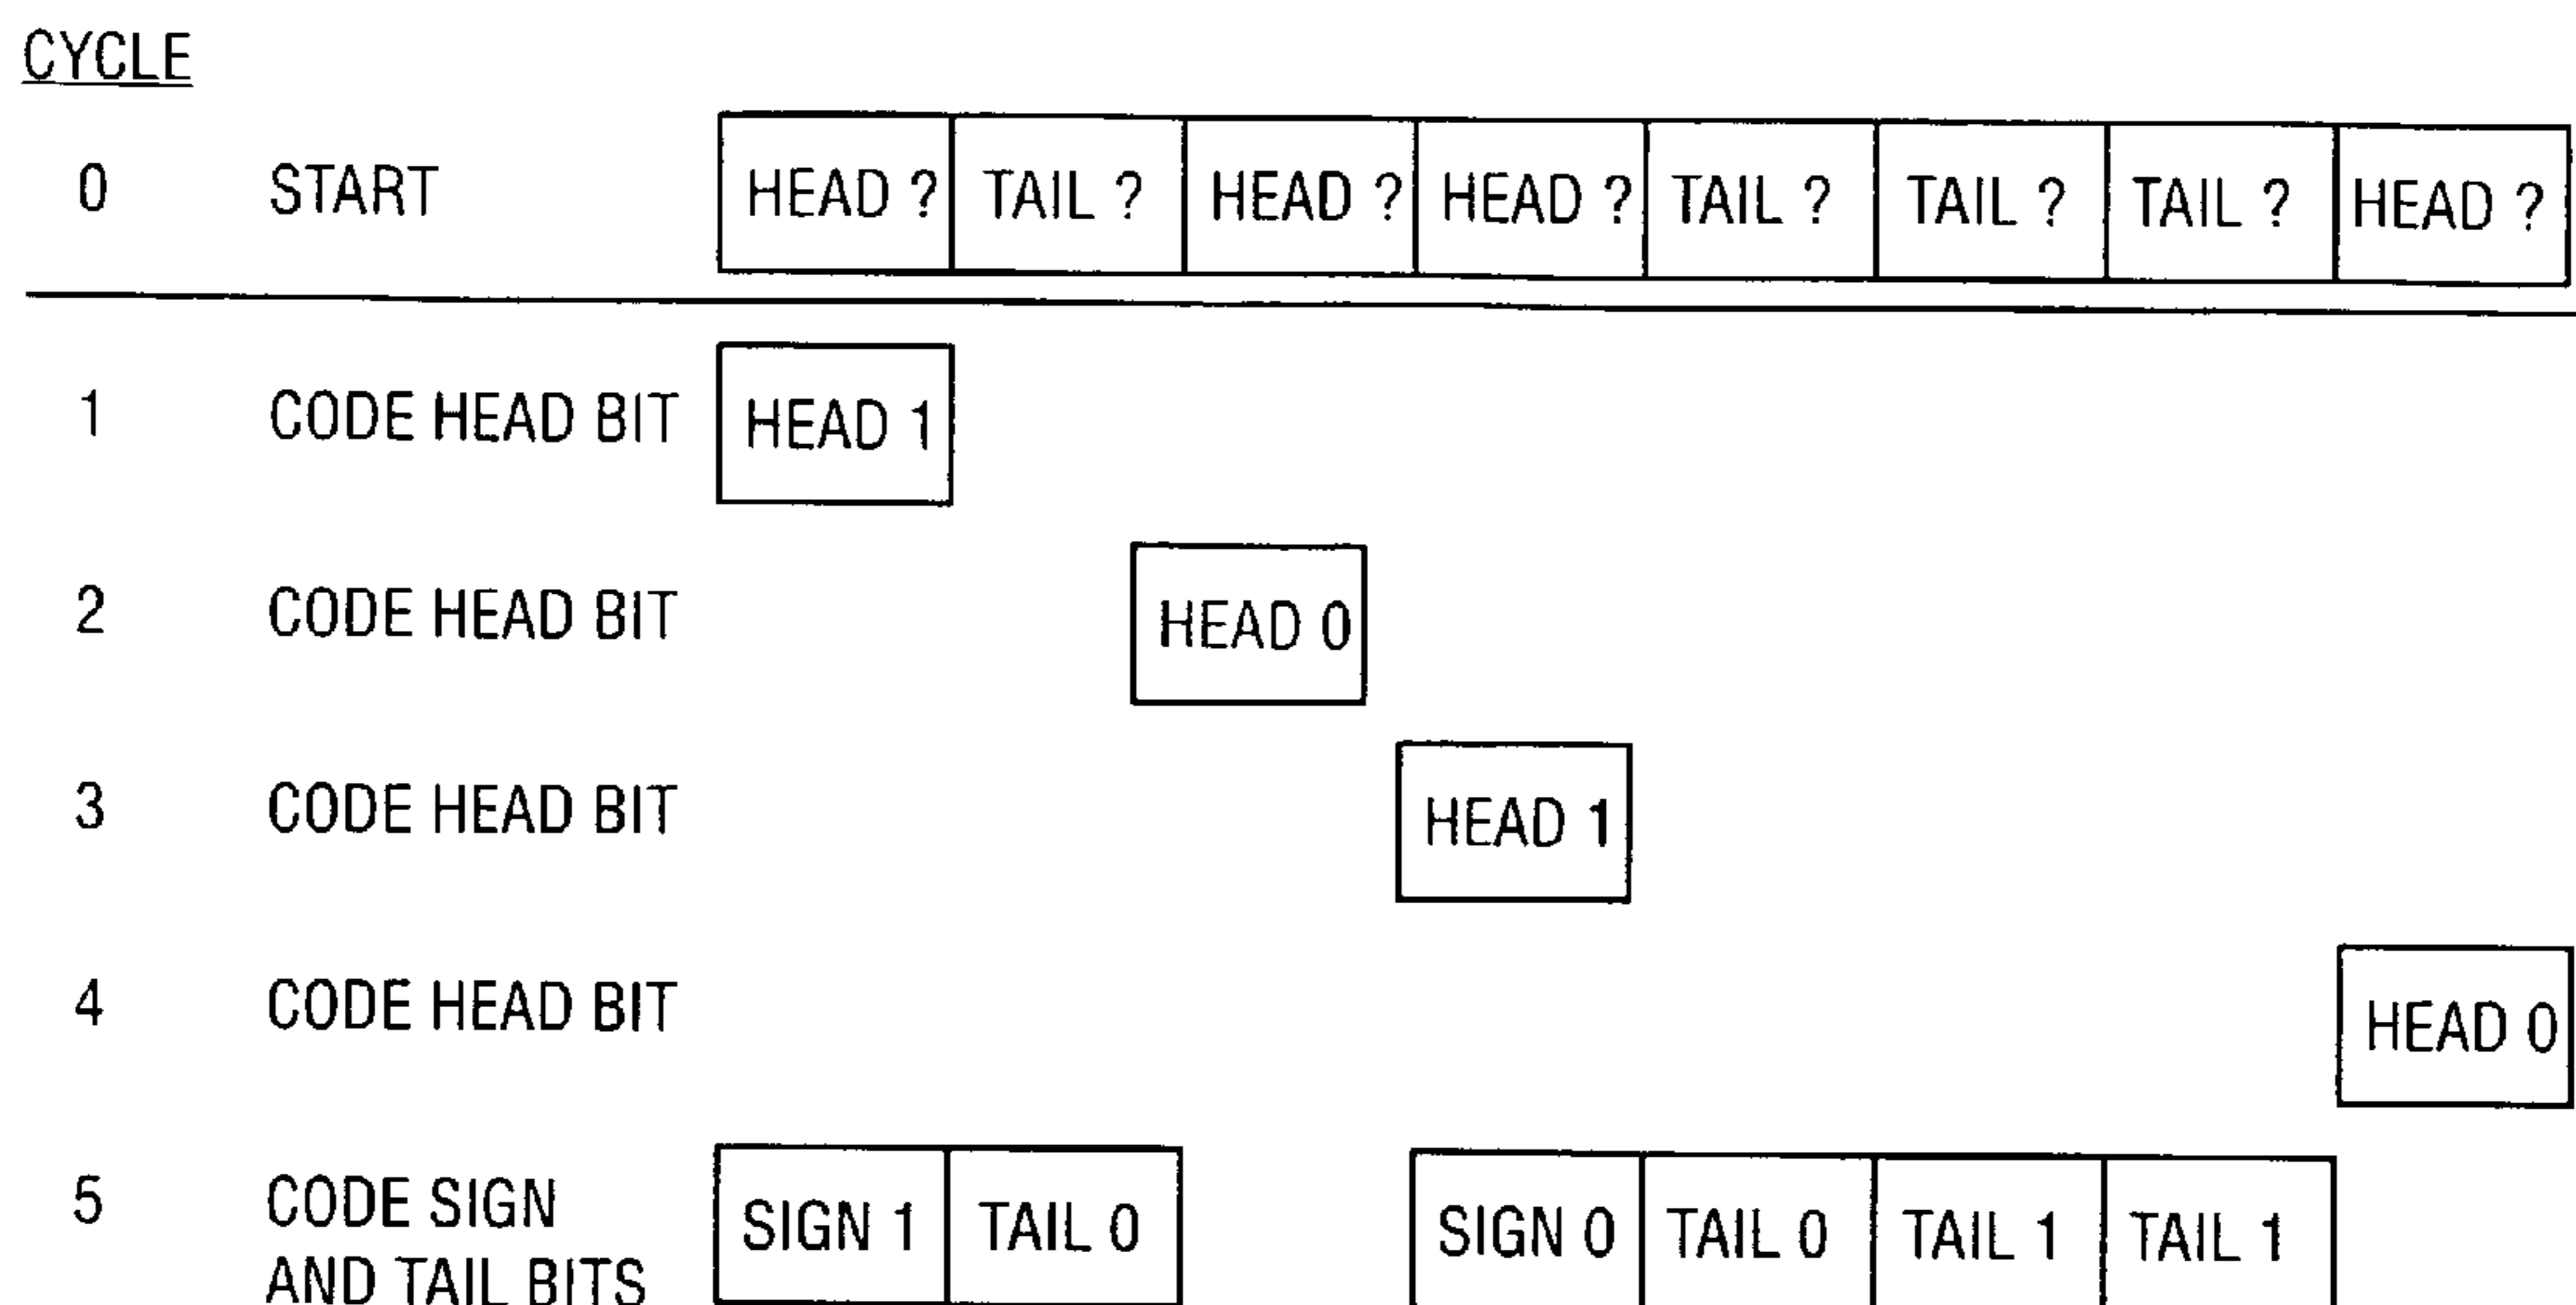 CYCLE
0 START HEAD ? TAIL ? HEAD ? HEAD ? TAIL ? TAIL ? TAIL ? HEAD ?
1 CODE HEAD BIT HEAD 1
2 CODE HEAD BIT HEAD 0
3 CODE HEAD BIT HEAD 1
4 CODE HEAD BIT HEAD 0
5 CODE SIGN SIGN 1 TAIL 0 SIGN 0 TAIL 0 TAIL 1 TAIL 1
AND TAIL BITS